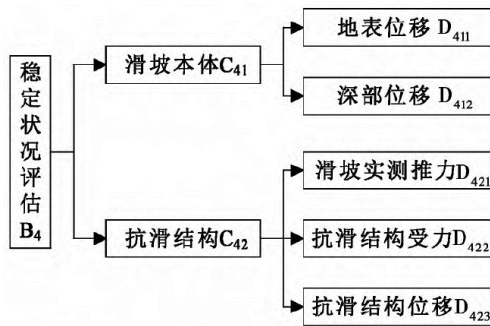 稳定状况评估B₄
滑坡本体C₄₁
地表位移 D₄₁₁
深部位移 D₄₁₂
抗滑结构C₄₂
滑坡实测推力D₄₂₁
抗滑结构受力D₄₂₂
抗滑结构位移D₄₂₃